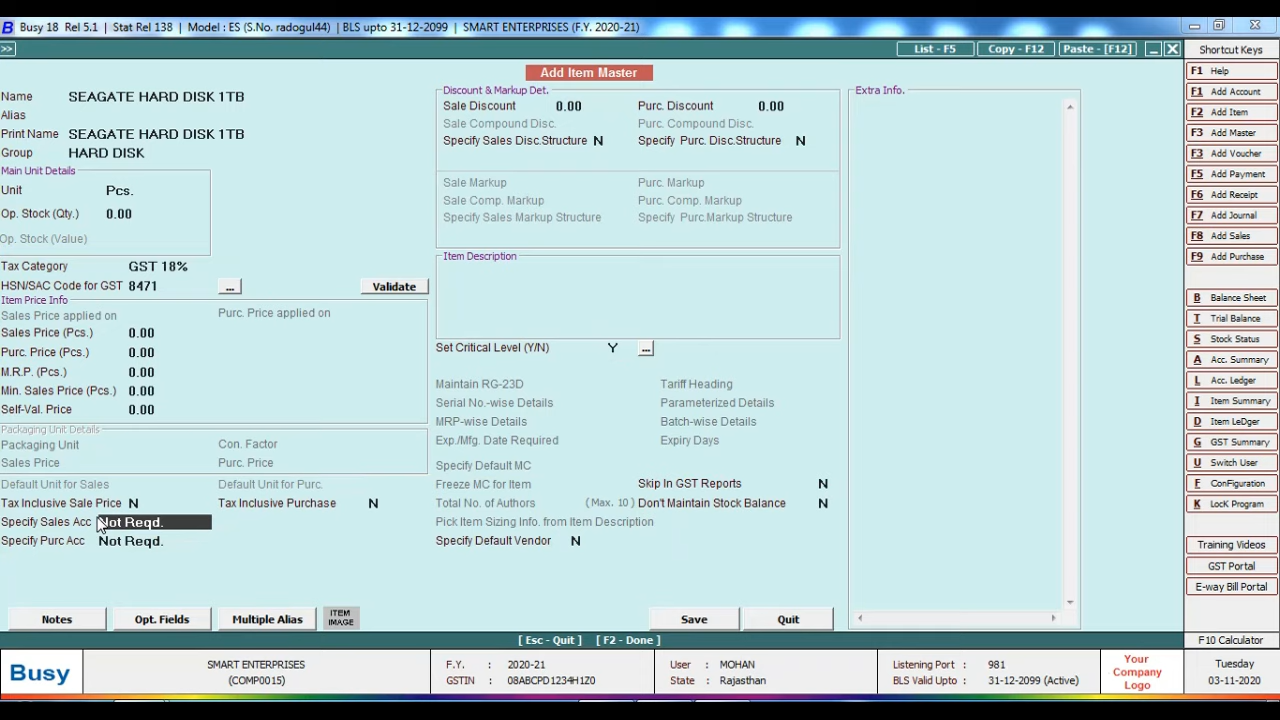 B Busy 18 Rel 5.1 | Stat Rel 138 | Model : ES (S.No. radogul44) | BLS upto 31-12-2099 | SMART ENTERPRISES (F.Y. 2020-21)
>> List - F5 Copy - F12 Paste - [F12]
Add Item Master
Name SEAGATE HARD DISK 1TB
Alias
Print Name SEAGATE HARD DISK 1TB
Group HARD DISK
Main Unit Details
Unit Pcs.
Op. Stock (Qty.) 0.00
Op. Stock (Value)
Tax Category GST 18%
HSN/SAC Code for GST 8471 ... Validate
Item Price Info
Sales Price applied on Purc. Price applied on
Sales Price (Pcs.) 0.00
Purc. Price (Pcs.) 0.00
M.R.P. (Pcs.) 0.00
Min. Sales Price (Pcs.) 0.00
Self-Val. Price 0.00
Packaging Unit Details
Packaging Unit Con. Factor
Sales Price Purc. Price
Default Unit for Sales Default Unit for Purc.
Tax Inclusive Sale Price N Tax Inclusive Purchase N
Specify Sales Acc Not Reqd.
Specify Purc Acc Not Reqd.
Discount & Markup Det.
Sale Discount 0.00 Purc. Discount 0.00
Sale Compound Disc. Purc. Compound Disc.
Specify Sales Disc.Structure N Specify Purc. Disc.Structure N
Sale Markup Purc. Markup
Sale Comp. Markup Purc. Comp. Markup
Specify Sales Markup Structure Specify Purc.Markup Structure
Item Description
Set Critical Level (Y/N) Y ...
Maintain RG-23D Tariff Heading
Serial No.-wise Details Parameterized Details
MRP-wise Details Batch-wise Details
Exp./Mfg. Date Required Expiry Days
Specify Default MC
Freeze MC for Item Skip In GST Reports N
Total No. of Authors (Max. 10) Don't Maintain Stock Balance N
Pick Item Sizing Info. from Item Description
Specify Default Vendor N
Extra Info.
Notes Opt. Fields Multiple Alias ITEM IMAGE Save Quit
[ Esc - Quit ] [ F2 - Done ]
Shortcut Keys
F1 Help
F1 Add Account
F2 Add Item
F3 Add Master
F3 Add Voucher
F5 Add Payment
F6 Add Receipt
F7 Add Journal
F8 Add Sales
F9 Add Purchase
B Balance Sheet
T Trial Balance
S Stock Status
A Acc. Summary
L Acc. Ledger
I Item Summary
D Item LeDger
G GST Summary
U Switch User
F ConFiguration
K LocK Program
Training Videos
GST Portal
E-way Bill Portal
F10 Calculator
Busy
SMART ENTERPRISES
(COMP0015)
F.Y. : 2020-21
GSTIN : 08ABCPD1234H1Z0
User : MOHAN
State : Rajasthan
Listening Port : 981
BLS Valid Upto : 31-12-2099 (Active)
Your
Company
Logo
Tuesday
03-11-2020